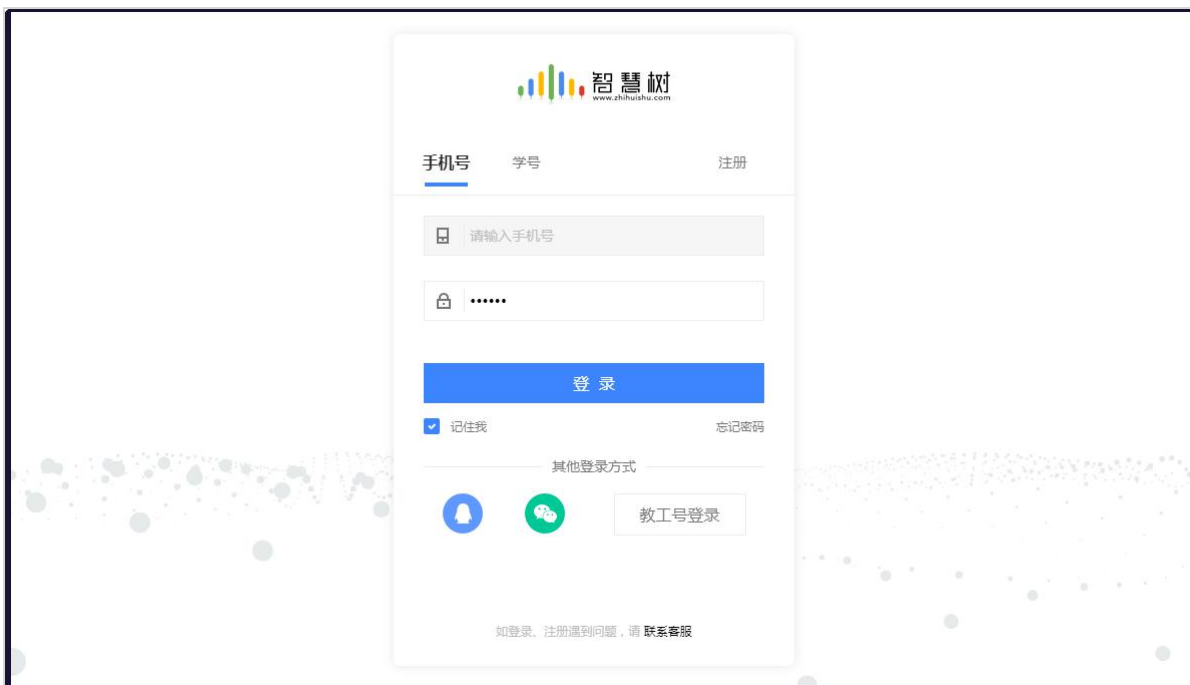 智慧树
www.zhihuishu.com
手机号 学号 注册
请输入手机号
••••••
登录
记住我 忘记密码
其他登录方式
教工号登录
如登录、注册遇到问题，请 联系客服